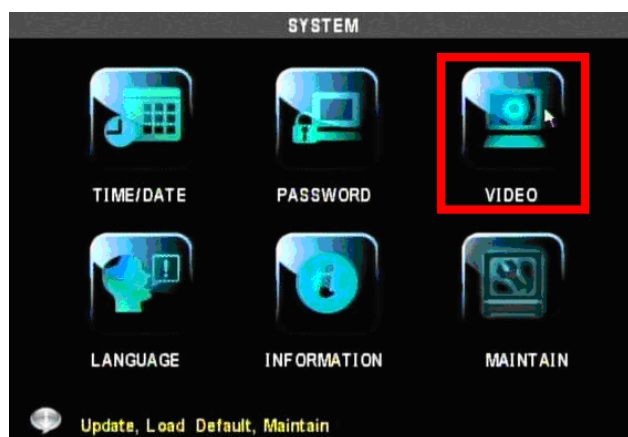 SYSTEM
TIME/DATE PASSWORD VIDEO
LANGUAGE INFORMATION MAINTAIN
Update, Load Default, Maintain